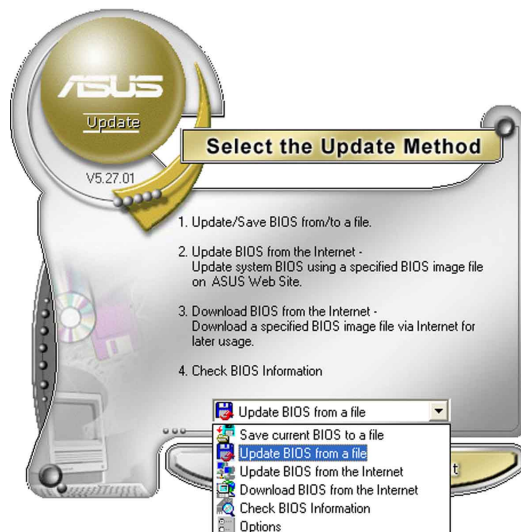 ASUS
Update
V5.27.01
Select the Update Method
1. Update/Save BIOS from/to a file.
2. Update BIOS from the Internet -
Update system BIOS using a specified BIOS image file
on ASUS Web Site.
3. Download BIOS from the Internet -
Download a specified BIOS image file via Internet for
later usage.
4. Check BIOS Information
Update BIOS from a file
Save current BIOS to a file
Update BIOS from a file
Update BIOS from the Internet
Download BIOS from the Internet
Check BIOS Information
Options